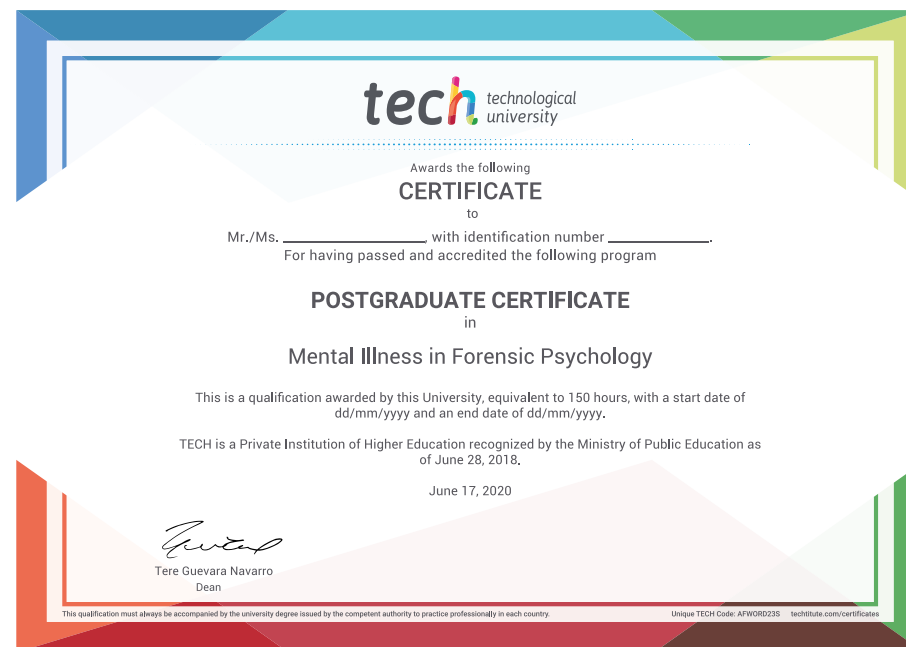 tech technological
university
Awards the following
CERTIFICATE
to
Mr./Ms. ____________, with identification number ____________.
For having passed and accredited the following program
POSTGRADUATE CERTIFICATE
in
Mental Illness in Forensic Psychology
This is a qualification awarded by this University, equivalent to 150 hours, with a start date of
dd/mm/yyyy and an end date of dd/mm/yyyy.
TECH is a Private Institution of Higher Education recognized by the Ministry of Public Education as
of June 28, 2018.
June 17, 2020
Tere Guevara Navarro
Dean
This qualification must always be accompanied by the university degree issued by the competent authority to practice professionally in each country.
Unique TECH Code: AFWORD23S techtitute.com/certificates